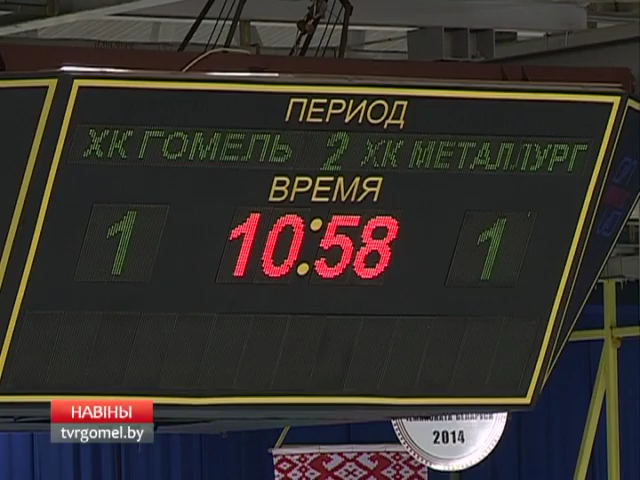 ПЕРИОД
ХК ГОМЕЛЬ 2 ХК МЕТАЛЛУРГ
ВРЕМЯ
1 10:58 1
НАВІНЫ
tvrgomel.by
2014